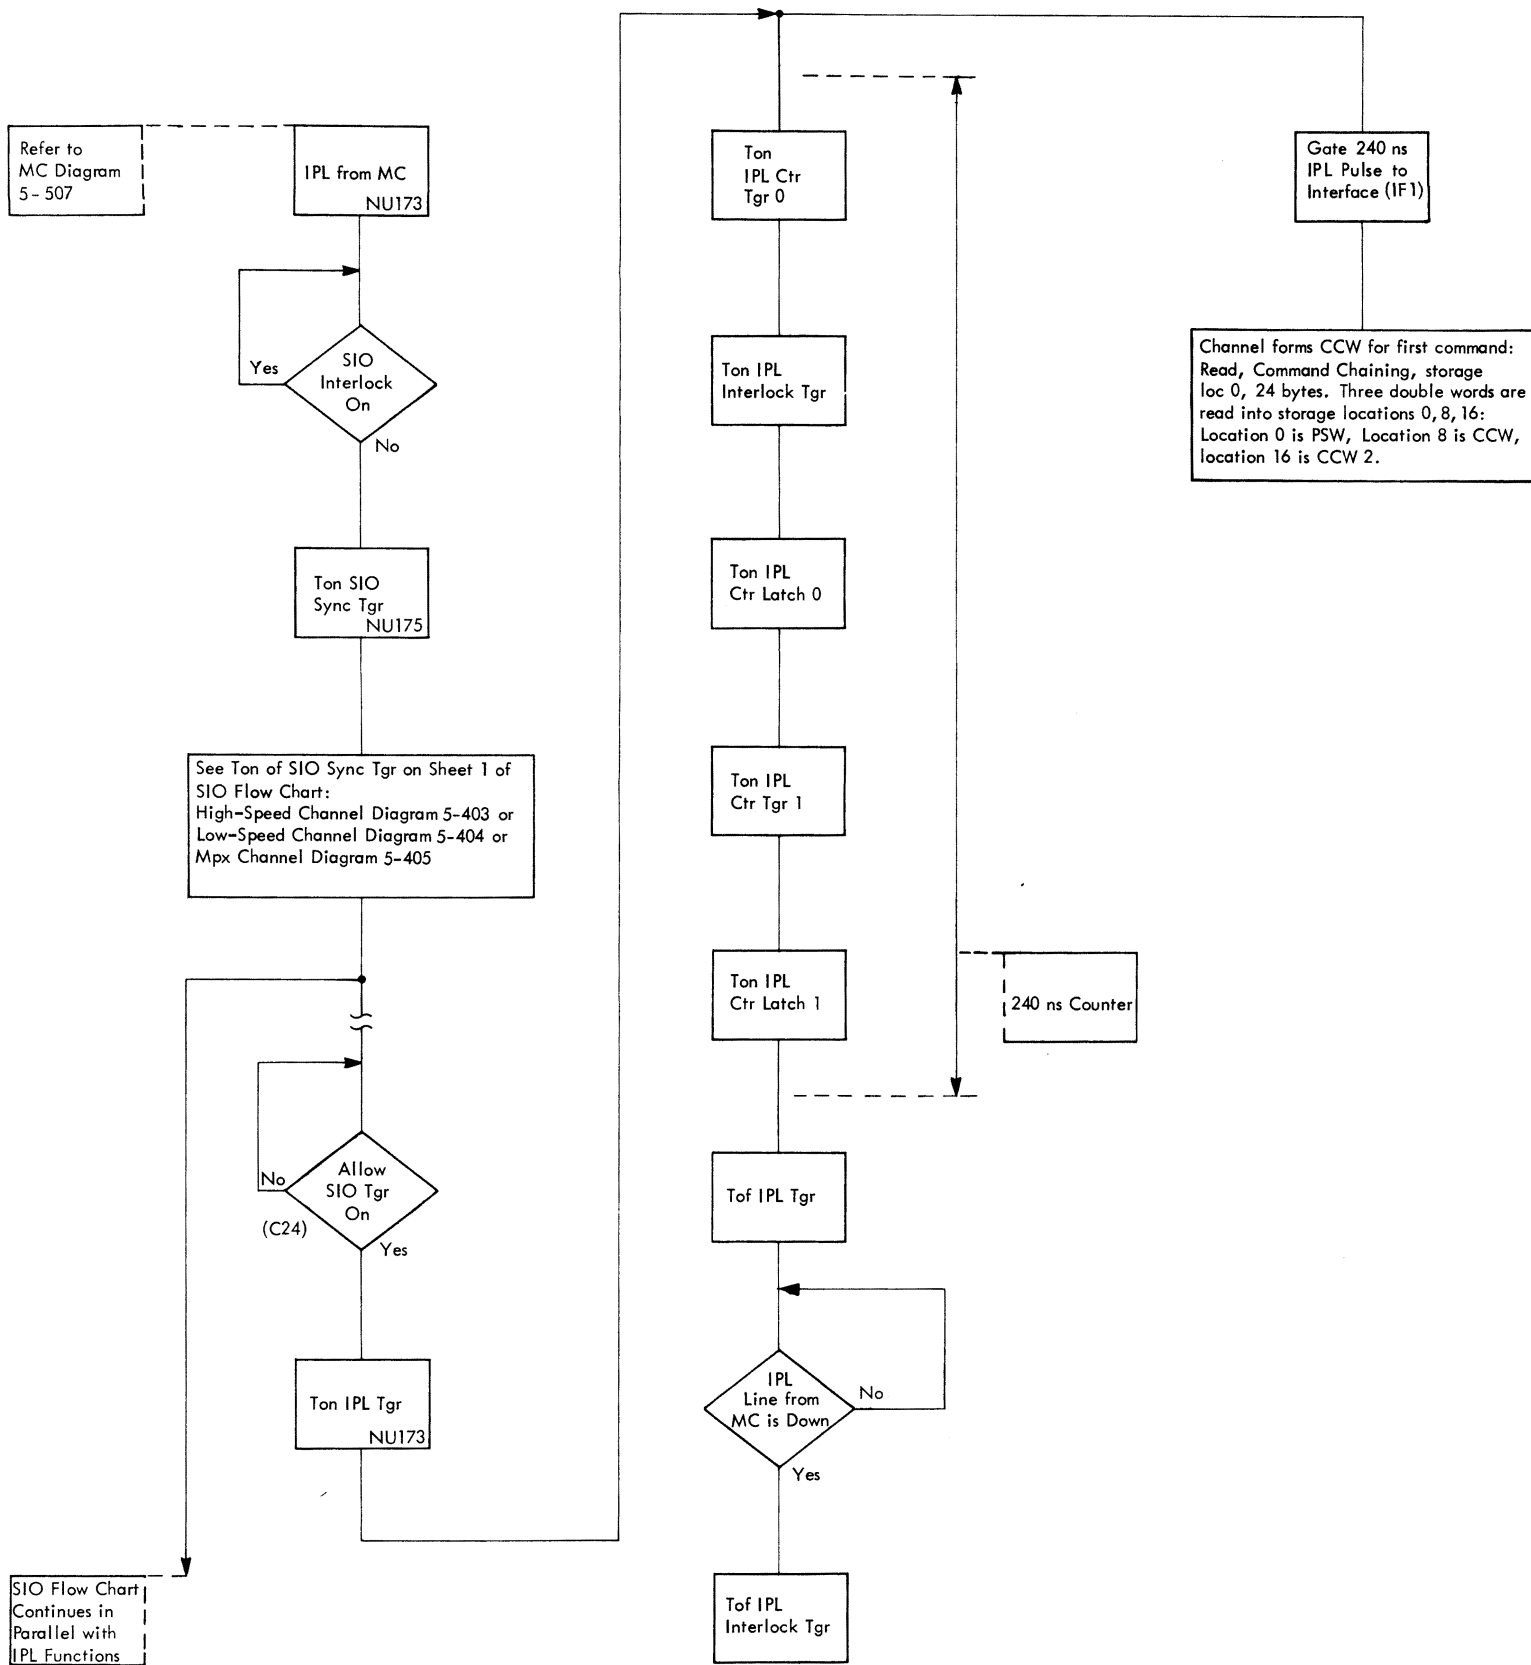 Refer to
MC Diagram
5-507
IPL from MC
NU173
SIO
Interlock
On
Yes
No
Ton SIO
Sync Tgr
NU175
See Ton of SIO Sync Tgr on Sheet 1 of
SIO Flow Chart:
High-Speed Channel Diagram 5-403 or
Low-Speed Channel Diagram 5-404 or
Mpx Channel Diagram 5-405
Allow
SIO Tgr
On
No
(C24)
Yes
Ton IPL Tgr
NU173
SIO Flow Chart
Continues in
Parallel with
IPL Functions
Ton
IPL Ctr
Tgr 0
Ton IPL
Interlock Tgr
Ton IPL
Ctr Latch 0
Ton IPL
Ctr Tgr 1
Ton IPL
Ctr Latch 1
240 ns Counter
Tof IPL Tgr
IPL
Line from
MC is Down
No
Yes
Tof IPL
Interlock Tgr
Gate 240 ns
IPL Pulse to
Interface (IF1)
Channel forms CCW for first command:
Read, Command Chaining, storage
loc 0, 24 bytes. Three double words are
read into storage locations 0, 8, 16:
Location 0 is PSW, Location 8 is CCW,
location 16 is CCW 2.